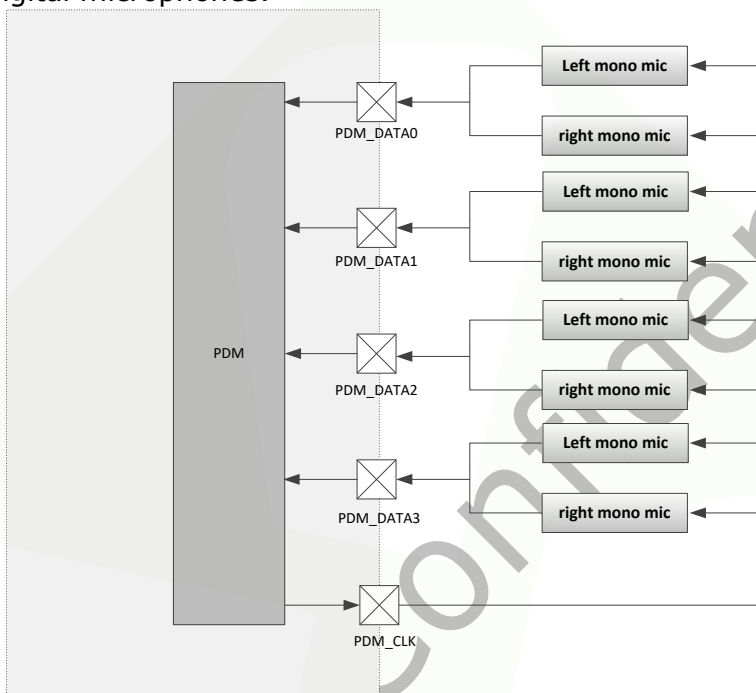 igital microphones.
Left mono mic
PDM_DATA0
right mono mic
Left mono mic
PDM_DATA1
right mono mic
Left mono mic
PDM
PDM_DATA2
right mono mic
Left mono mic
PDM_DATA3
right mono mic
PDM_CLK
Confiden